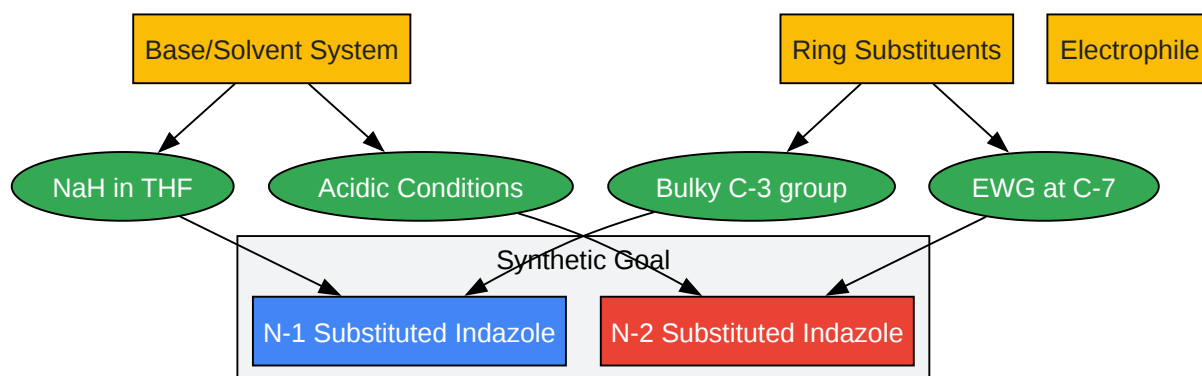 Base/Solvent System
Ring Substituents
Electrophile
NaH in THF
Acidic Conditions
Bulky C-3 group
EWG at C-7
Synthetic Goal
N-1 Substituted Indazole
N-2 Substituted Indazole